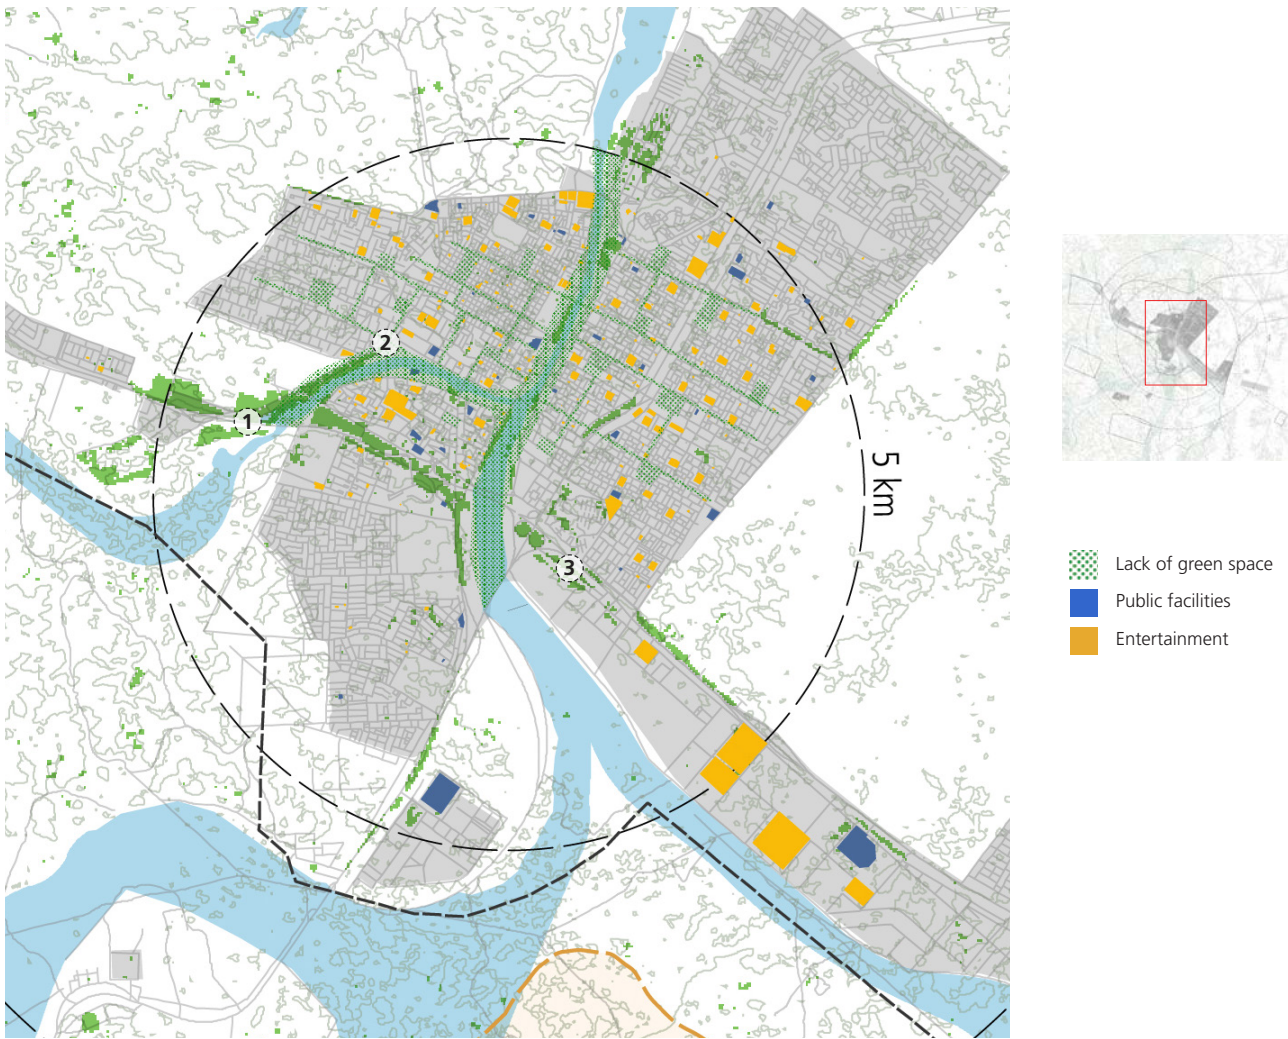 2
1
5 km
3
Lack of green space
Public facilities
Entertainment